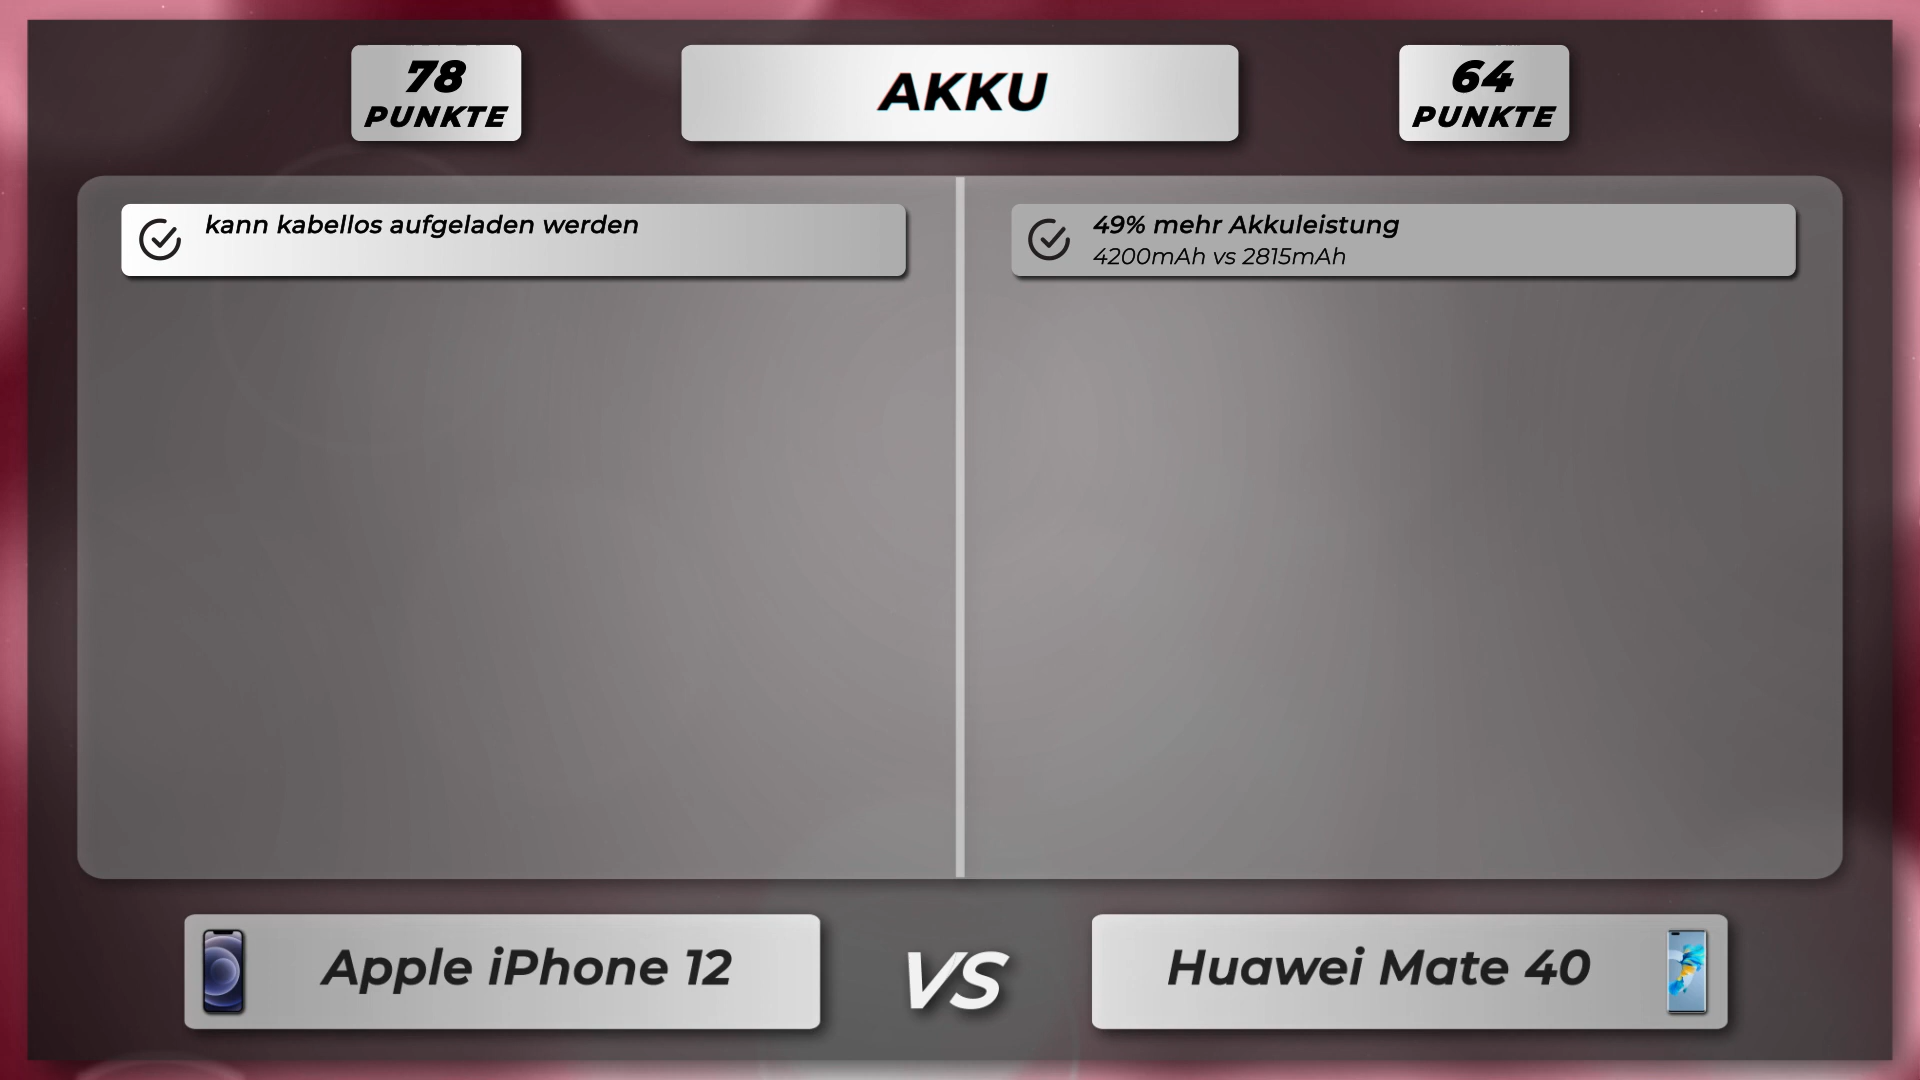 78
PUNKTE
AKKU
64
PUNKTE
kann kabellos aufgeladen werden
49% mehr Akkuleistung
4200mAh vs 2815mAh
Apple iPhone 12
VS
Huawei Mate 40